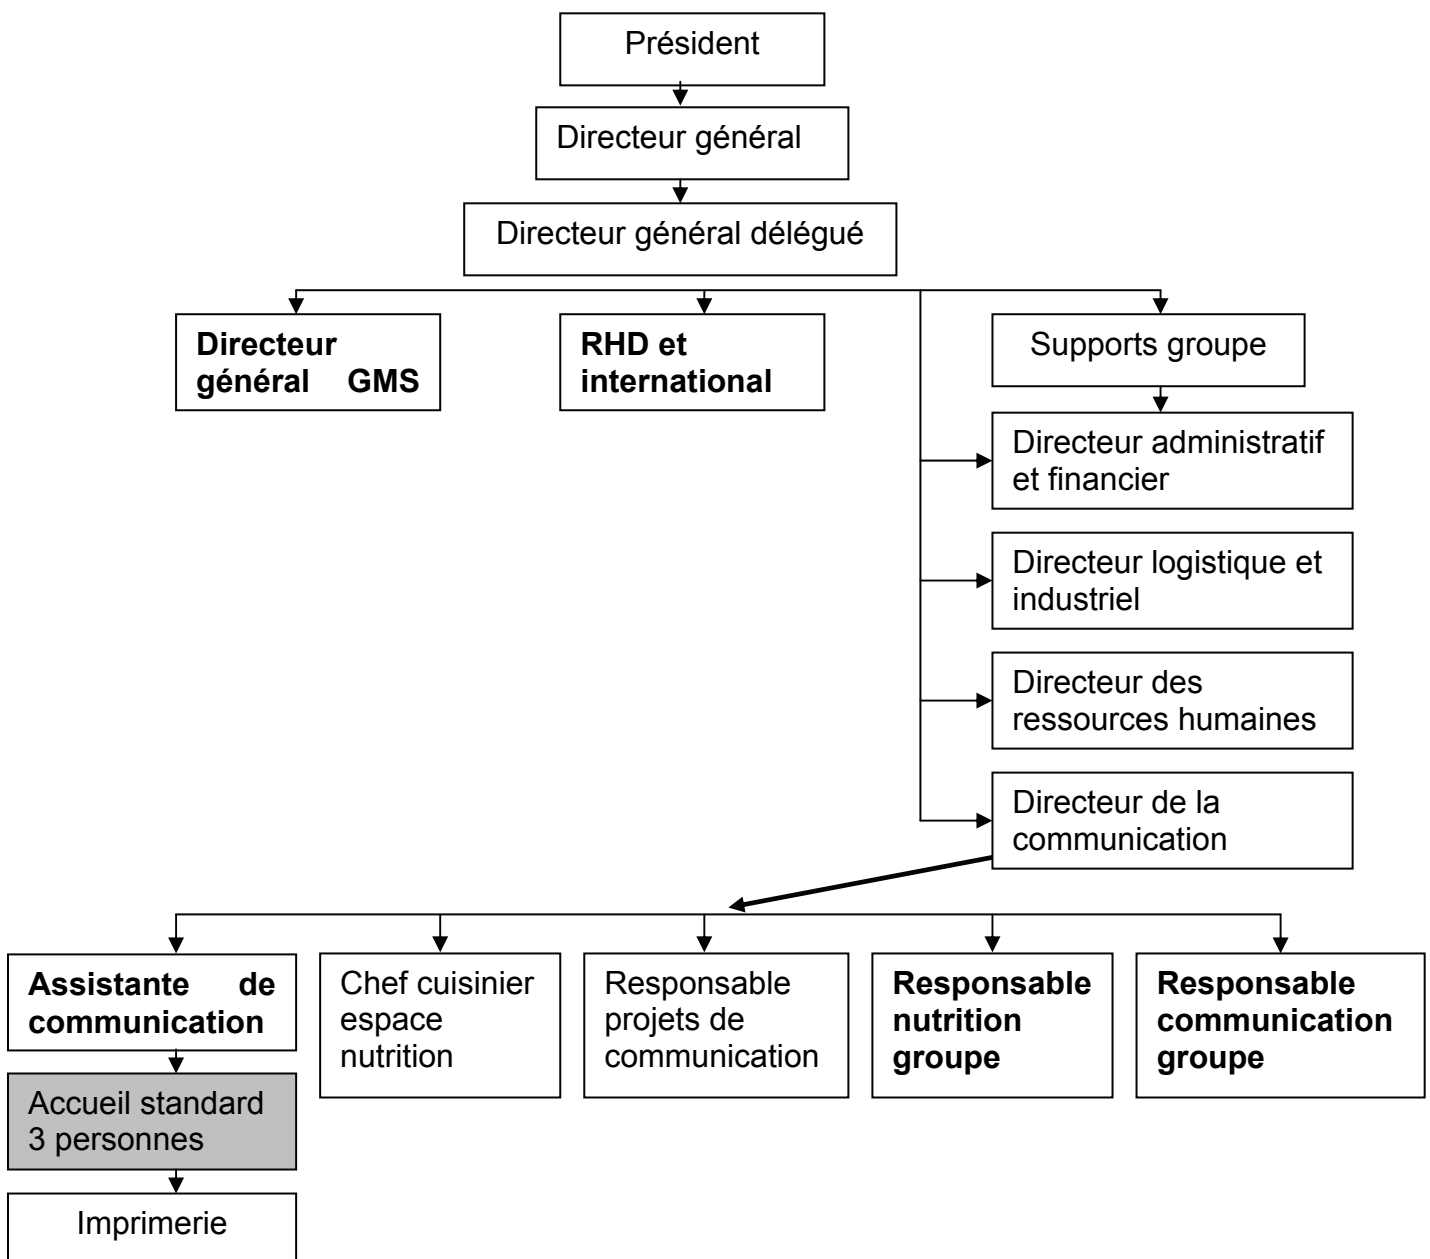 Président
Directeur général
Directeur général délégué
Directeur
général GMS
RHD et
international
Supports groupe
Directeur administratif
et financier
Directeur logistique et
industriel
Directeur des
ressources humaines
Directeur de la
communication
Assistante de
communication
Chef cuisinier
espace
nutrition
Responsable
projets de
communication
Responsable
nutrition
groupe
Responsable
communication
groupe
Accueil standard
3 personnes
Imprimerie